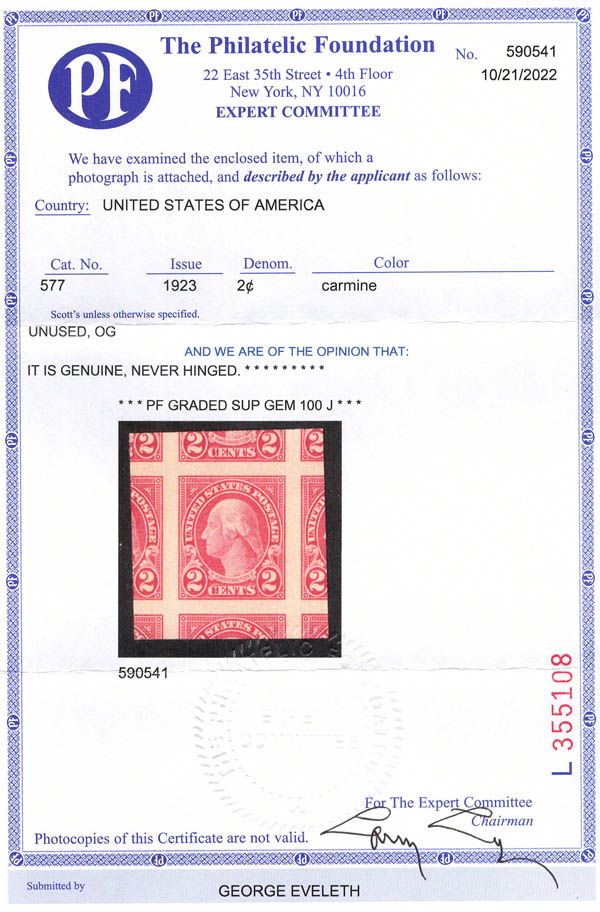 PF
The Philatelic Foundation
No. 590541
22 East 35th Street • 4th Floor
10/21/2022
New York, NY 10016
EXPERT COMMITTEE
We have examined the enclosed item, of which a
photograph is attached, and described by the applicant as follows:
Country: UNITED STATES OF AMERICA
Cat. No. Issue Denom. Color
577 1923 2¢ carmine
Scott's unless otherwise specified.
UNUSED, OG
AND WE ARE OF THE OPINION THAT:
IT IS GENUINE, NEVER HINGED. * * * * * * * * *
* * * PF GRADED SUP GEM 100 J * * *
2 CENTS 2
UNITED STATES POSTAGE
WASHINGTON
2 CENTS 2
590541
L 355108
For The Expert Committee
Chairman
Photocopies of this Certificate are not valid.
Submitted by
GEORGE EVELETH